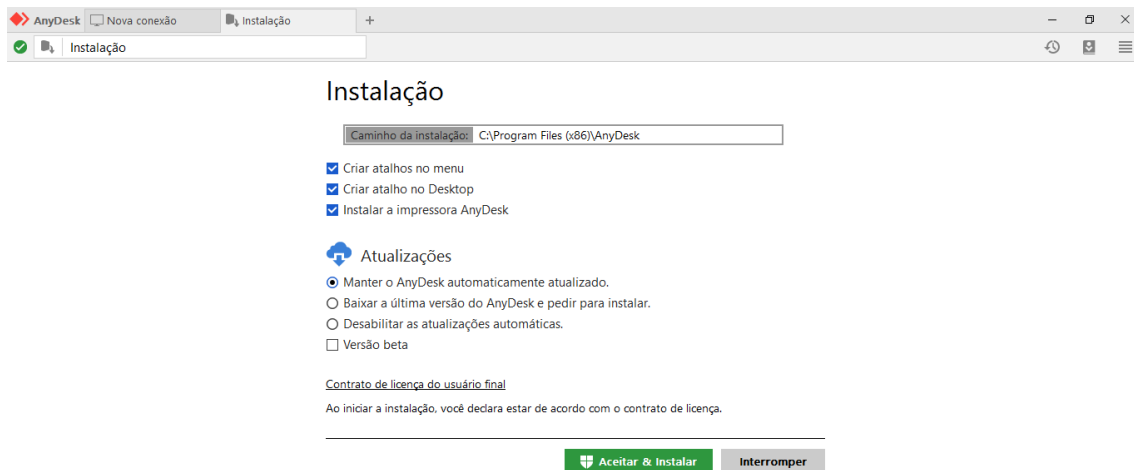 AnyDesk Nova conexão Instalação
Instalação
Instalação
Caminho da instalação: C:\Program Files (x86)\AnyDesk
Criar atalhos no menu
Criar atalho no Desktop
Instalar a impressora AnyDesk
Atualizações
Manter o AnyDesk automaticamente atualizado.
Baixar a última versão do AnyDesk e pedir para instalar.
Desabilitar as atualizações automáticas.
Versão beta
Contrato de licença do usuário final
Ao iniciar a instalação, você declara estar de acordo com o contrato de licença.
Aceitar & Instalar Interromper